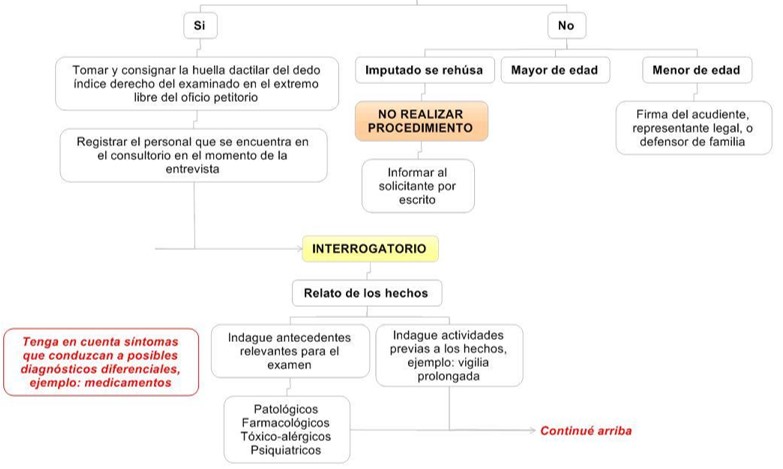 Si
No
Tomar y consignar la huella dactilar del dedo
índice derecho del examinado en el extremo
libre del oficio petitorio
Imputado se rehúsa
Mayor de edad
Menor de edad
NO REALIZAR
PROCEDIMIENTO
Firma del acudiente,
representante legal, o
defensor de familia
Registrar el personal que se encuentra en
el consultorio en el momento de la
entrevista
Informar al
solicitante por
escrito
INTERROGATORIO
Relato de los hechos
Tenga en cuenta síntomas
que conduzcan a posibles
diagnósticos diferenciales,
ejemplo: medicamentos
Indague antecedentes
relevantes para el
examen
Indague actividades
previas a los hechos,
ejemplo: vigilia
prolongada
Patológicos
Farmacológicos
Tóxico-alérgicos
Psiquiatricos
Continué arriba